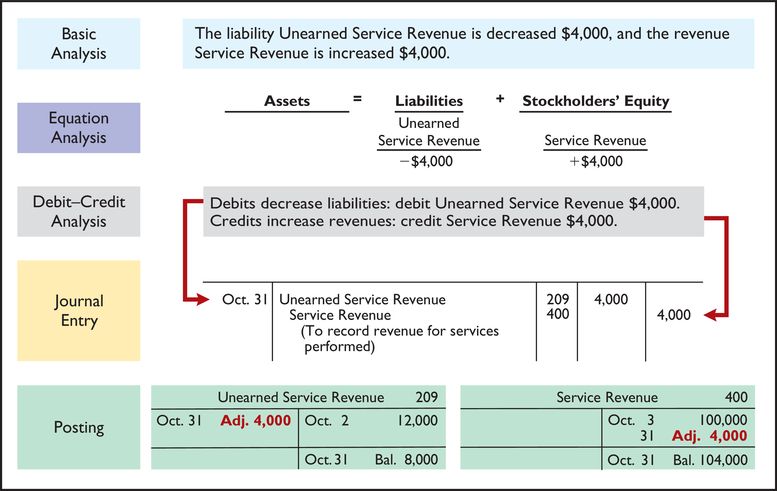 Basic
Analysis
The liability Unearned Service Revenue is decreased $4,000, and the revenue
Service Revenue is increased $4,000.
Equation
Analysis
Assets = Liabilities + Stockholders' Equity
Unearned
Service Revenue Service Revenue
−$4,000 +$4,000
Debit–Credit
Analysis
Debits decrease liabilities: debit Unearned Service Revenue $4,000.
Credits increase revenues: credit Service Revenue $4,000.
Journal
Entry
Oct. 31 Unearned Service Revenue 209 4,000
Service Revenue 400 4,000
(To record revenue for services
performed)
Posting
Unearned Service Revenue 209
Oct. 31 Adj. 4,000 Oct. 2 12,000
Oct. 31 Bal. 8,000
Service Revenue 400
Oct. 3 100,000
31 Adj. 4,000
Oct. 31 Bal. 104,000